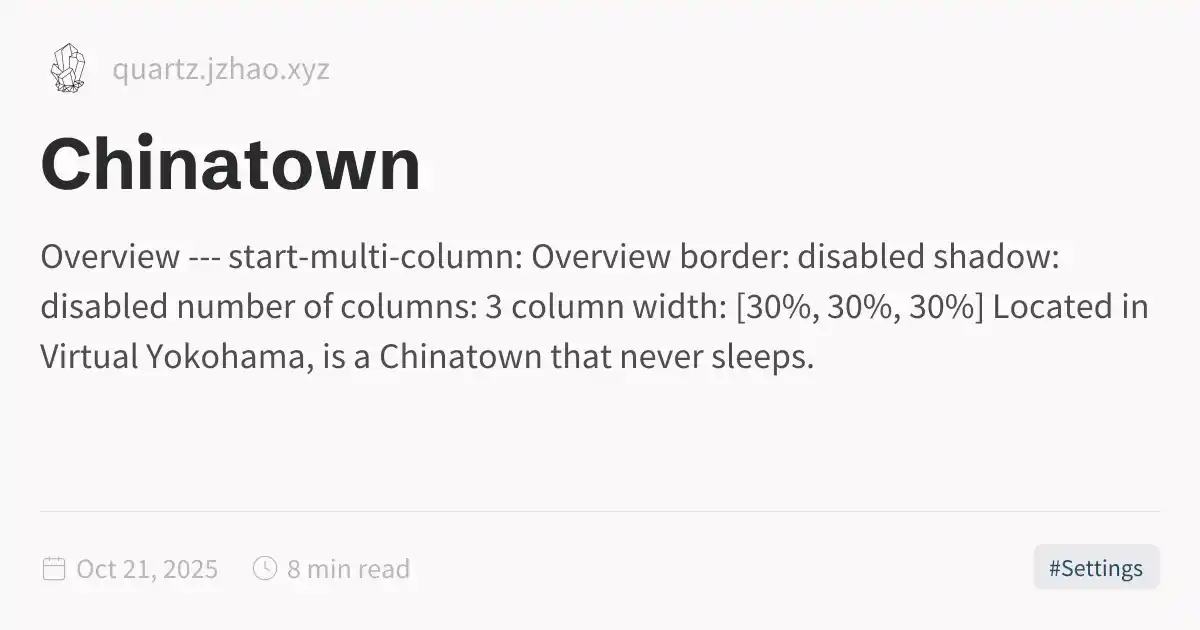 quartz.jzhao.xyz
Chinatown
Overview --- start-multi-column: Overview border: disabled shadow:
disabled number of columns: 3 column width: [30%, 30%, 30%] Located in
Virtual Yokohama, is a Chinatown that never sleeps.
Oct 21, 2025 8 min read #Settings